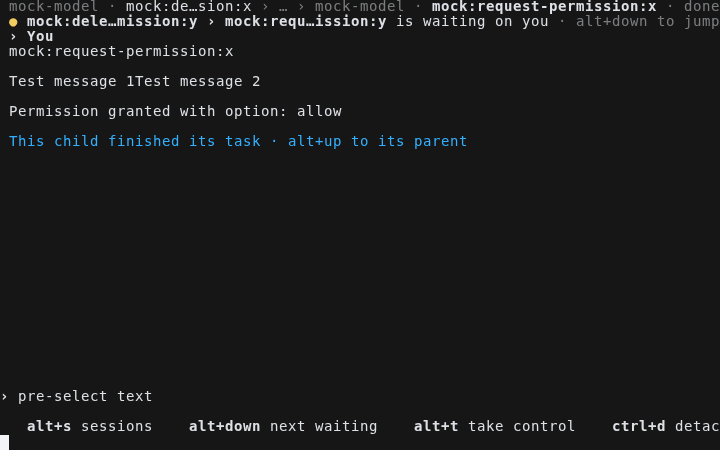 mock-model · mock:de…sion:x › … › mock-model · mock:request-permission:x · done
● mock:dele…mission:y › mock:requ…ission:y is waiting on you · alt+down to jump
› You
mock:request-permission:x
Test message 1Test message 2
Permission granted with option: allow
This child finished its task · alt+up to its parent
› pre-select text
alt+s sessions    alt+down next waiting    alt+t take control    ctrl+d detac